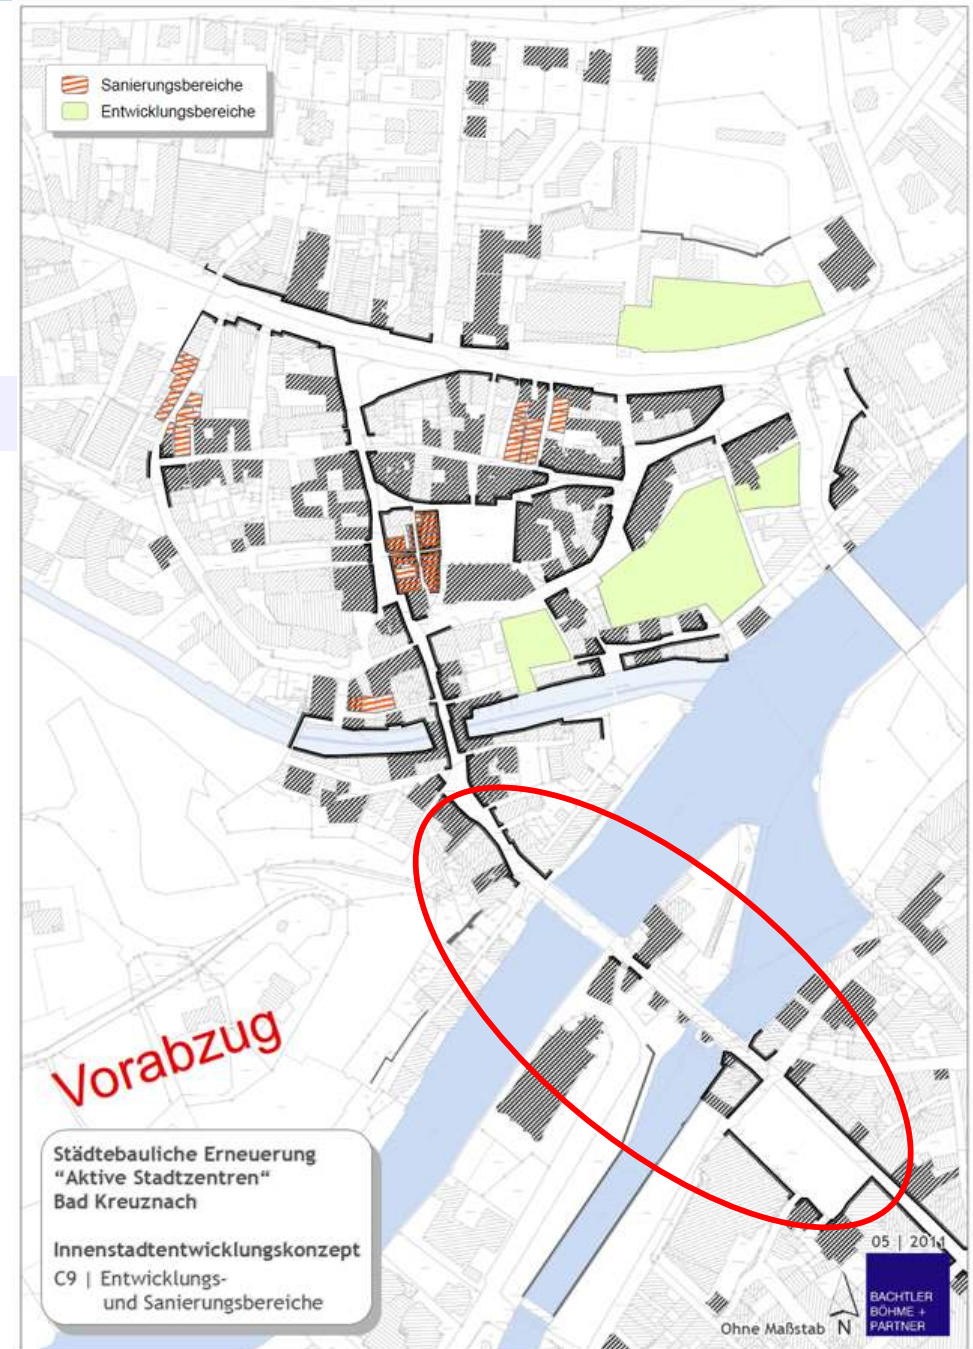 Sanierungsbereiche
Entwicklungsbereiche
Vorabzug
Städtebauliche Erneuerung
“Aktive Stadtzentren“
Bad Kreuznach
Innenstadtentwicklungskonzept
C9 | Entwicklungs-
und Sanierungsbereiche
05 | 2011
BACHTLER
BÖHME +
PARTNER
Ohne Maßstab N